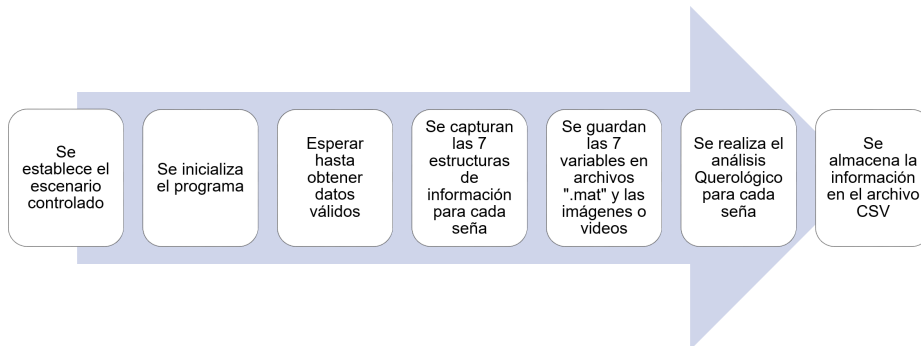 Se
establece el
escenario
controlado
Se inicializa
el programa
Esperar
hasta
obtener
datos
válidos
Se capturan
las 7
estructuras
de
información
para cada
seña
Se guardan
las 7
variables en
archivos
".mat" y las
imágenes o
videos
Se realiza el
análisis
Querológico
para cada
seña
Se
almacena la
información
en el archivo
CSV